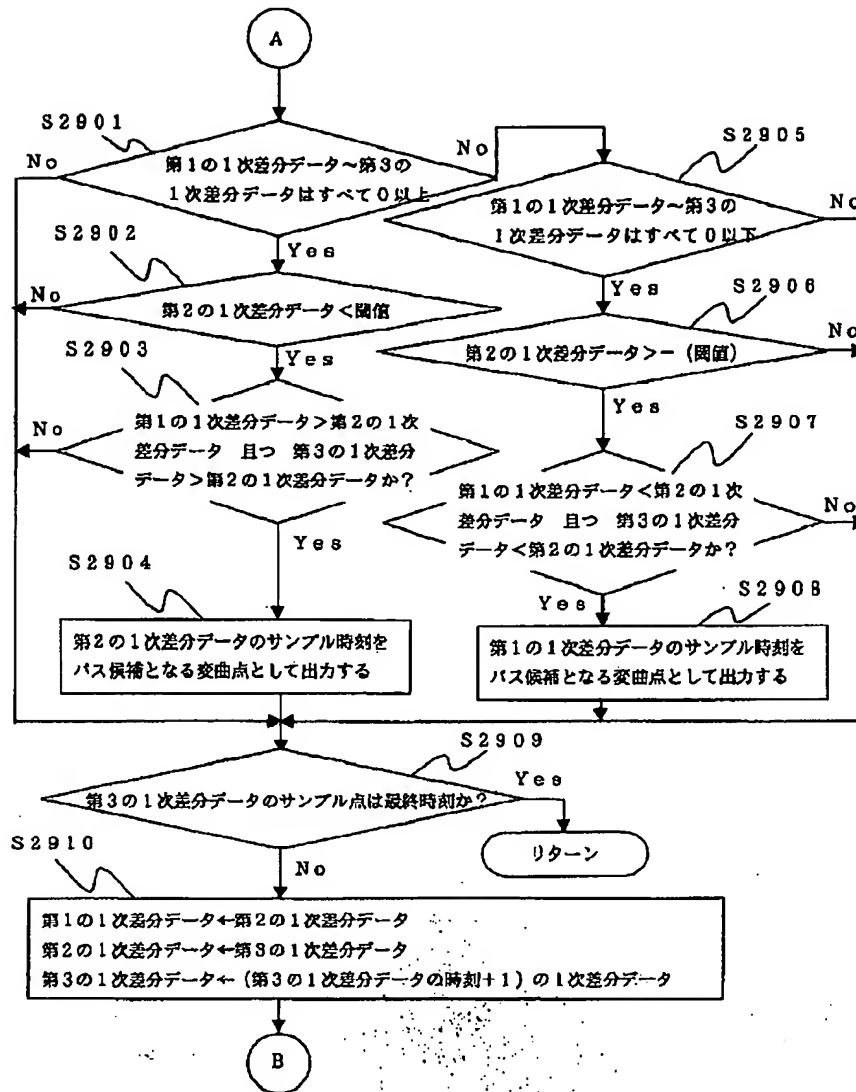 A
S2901
No
第1の1次差分データ～第3の
1次差分データはすべて0以上
No
S2905
第1の1次差分データ～第3の
1次差分データはすべて0以下
No
S2902
Yes
第2の1次差分データ<閾値
No
Yes
S2906
第2の1次差分データ>－(閾値)
No
S2903
Yes
第1の1次差分データ>第2の1次
差分データ 且つ 第3の1次差分
データ>第2の1次差分データか?
No
Yes
S2907
第1の1次差分データ<第2の1次
差分データ 且つ 第3の1次差分
データ<第2の1次差分データか?
No
S2904
Yes
第2の1次差分データのサンプル時刻を
パス候補となる変曲点として出力する
Yes
S2908
第1の1次差分データのサンプル時刻を
パス候補となる変曲点として出力する
S2909
第3の1次差分データのサンプル点は最終時刻か?
Yes
リターン
S2910
No
第1の1次差分データ←第2の1次差分データ
第2の1次差分データ←第3の1次差分データ
第3の1次差分データ←(第3の1次差分データの時刻+1)の1次差分データ
B